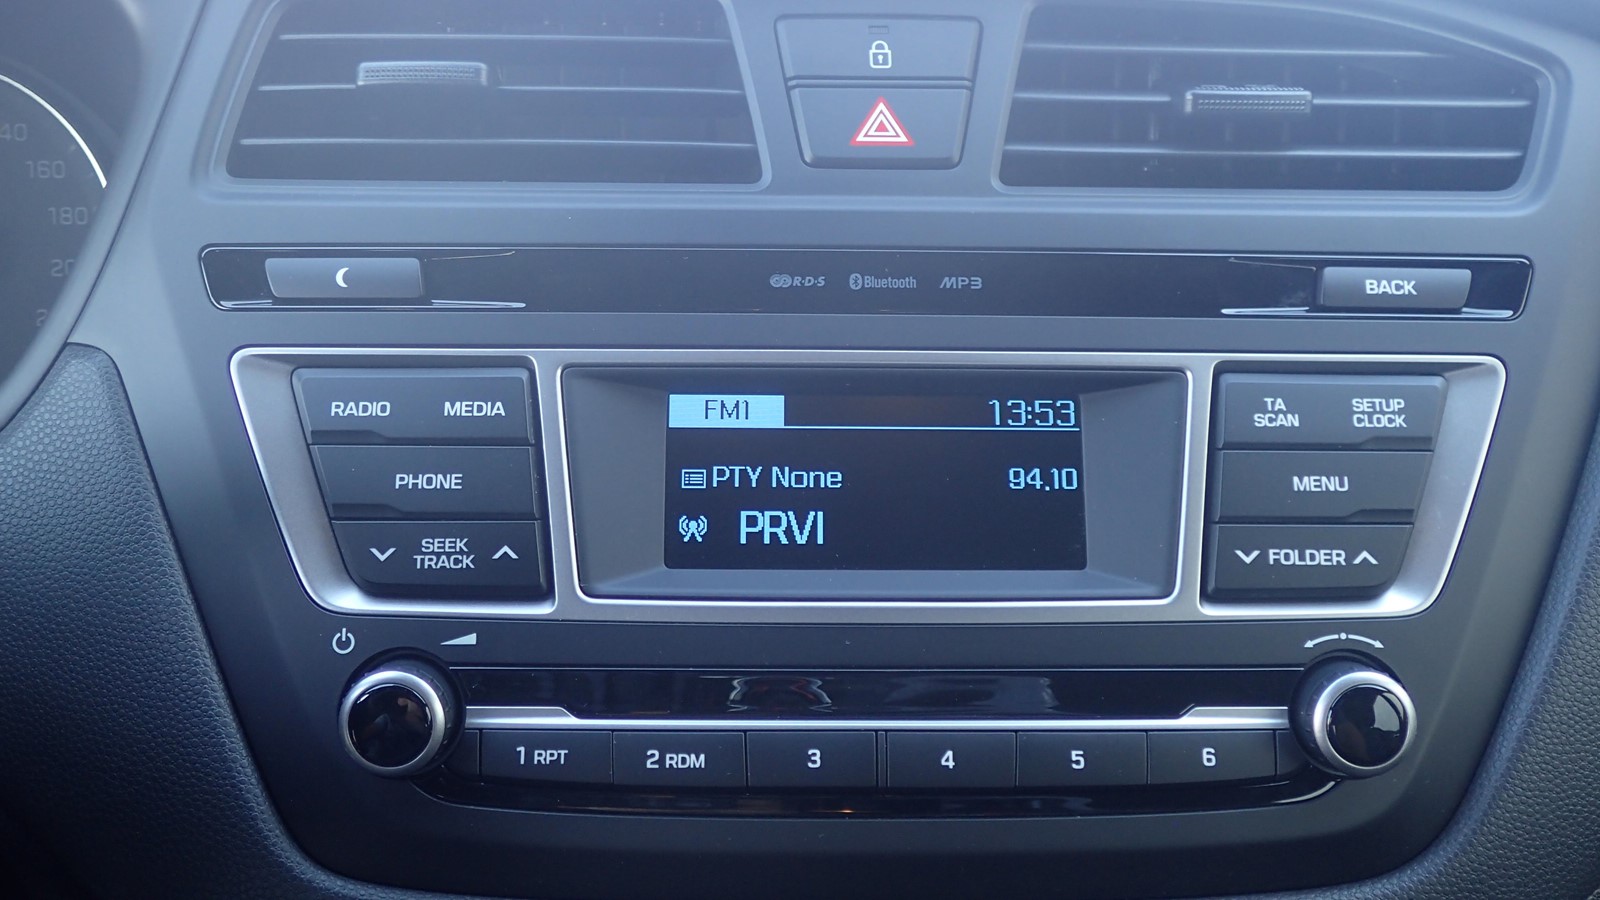 160
180
R·D·S Bluetooth MP3
BACK
RADIO MEDIA
PHONE
SEEK
TRACK
FM1 13:53
PTY None 94.10
PRVI
TA
SCAN
SETUP
CLOCK
MENU
FOLDER
1 RPT 2 RDM 3 4 5 6